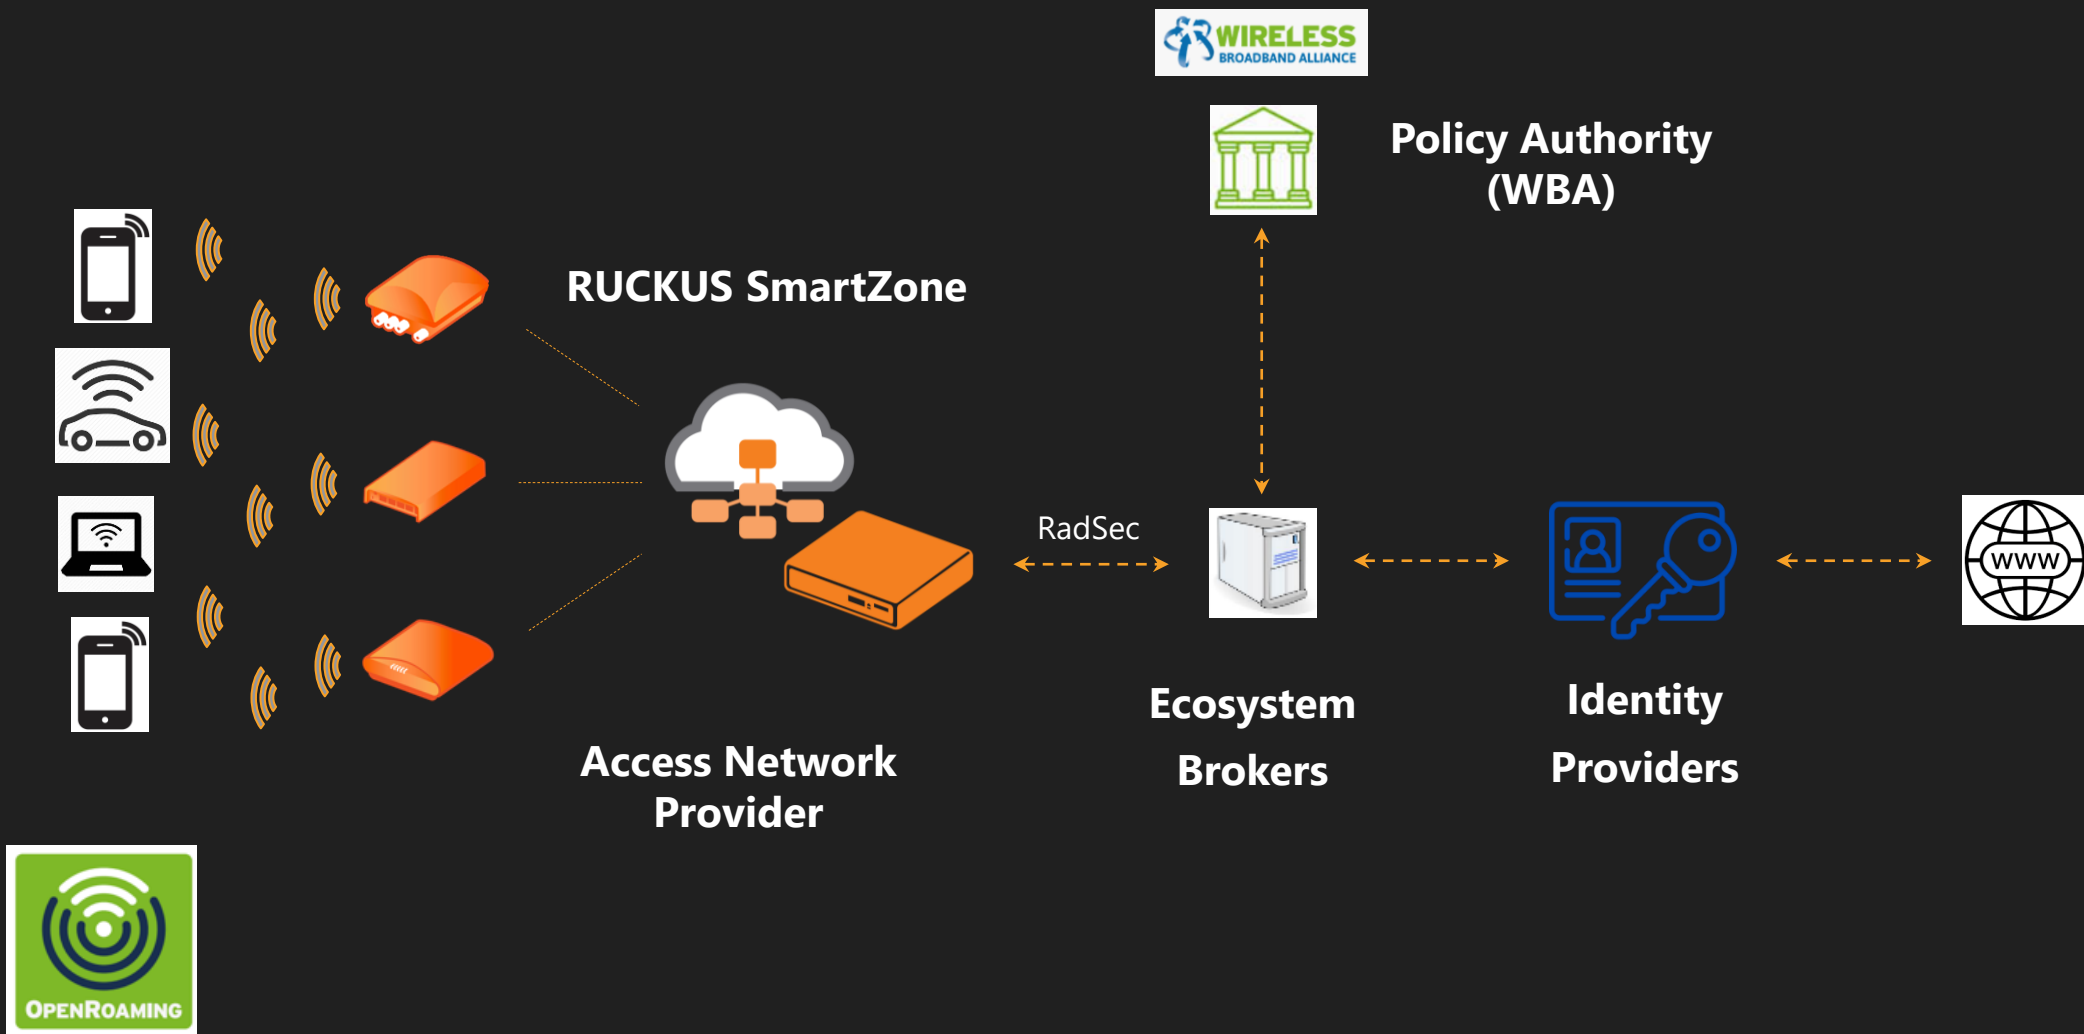 WIRELESS
BROADBAND ALLIANCE
Policy Authority
(WBA)
RUCKUS SmartZone
RadSec
www
Access Network
Provider
Ecosystem
Brokers
Identity
Providers
OPENROAMING